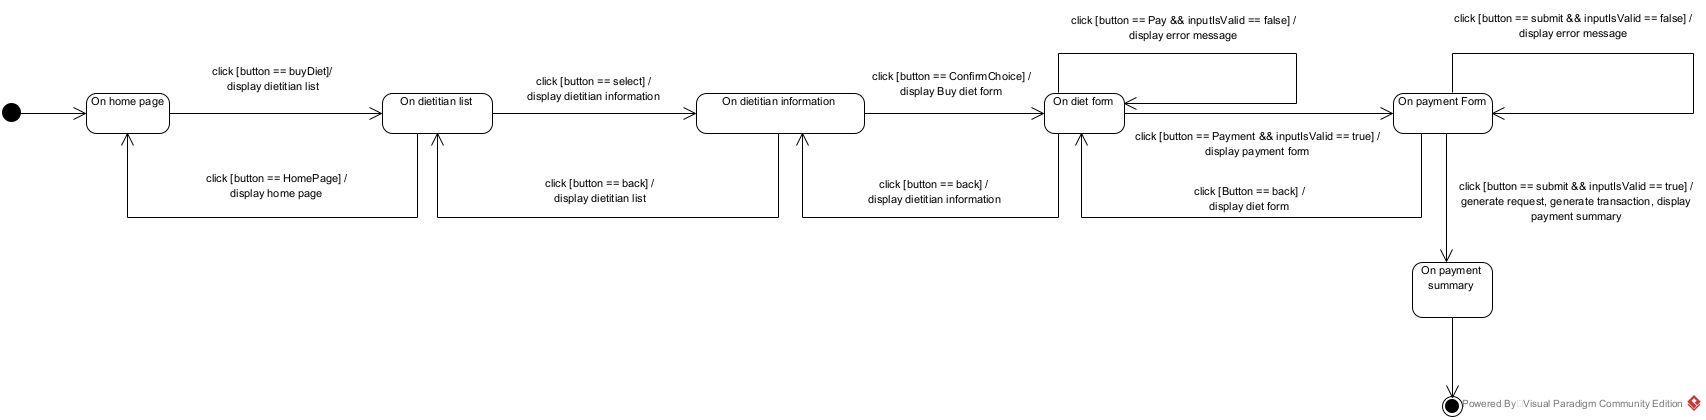 click [button == Pay && inputIsValid == false] /
display error message
click [button == submit && inputIsValid == false] /
display error message
click [button == buyDiet]/
display dietitian list
click [button == select] /
display dietitian information
click [button == ConfirmChoice] /
display Buy diet form
On home page
On dietitian list
On dietitian information
On diet form
On payment Form
click [button == Payment && inputIsValid == true] /
display payment form
click [button == HomePage] /
display home page
click [button == back] /
display dietitian list
click [button == back] /
display dietitian information
click [Button == back] /
display diet form
click [button == submit && inputIsValid == true] /
generate request, generate transaction, display
payment summary
On payment
summary
Powered By Visual Paradigm Community Edition